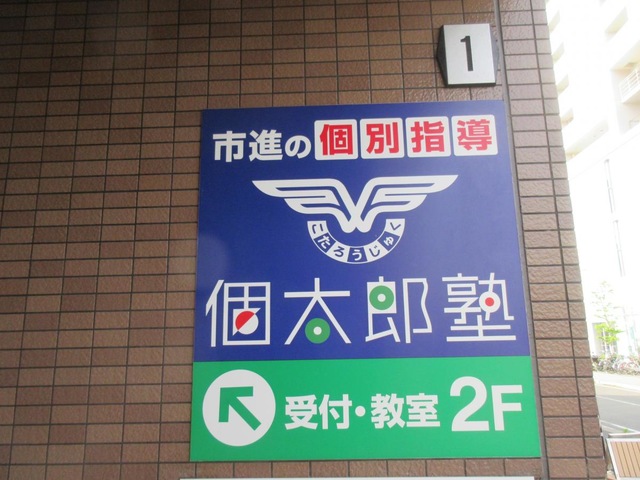 1
市進の個別指導
こたろうじゅく
個太郎塾
受付・教室 2F